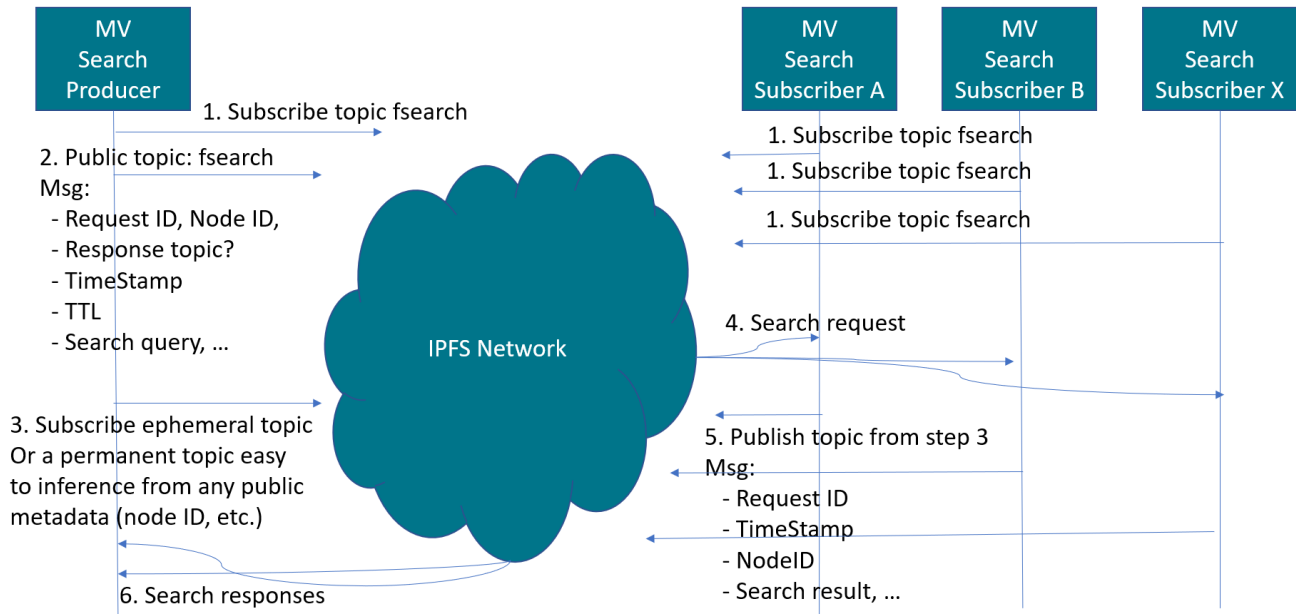 MV
Search
Producer
MV
Search
Subscriber A
MV
Search
Subscriber B
MV
Search
Subscriber X
1. Subscribe topic fsearch
2. Public topic: fsearch
Msg:
- Request ID, Node ID,
- Response topic?
- TimeStamp
- TTL
- Search query, …
1. Subscribe topic fsearch
1. Subscribe topic fsearch
1. Subscribe topic fsearch
IPFS Network
4. Search request
3. Subscribe ephemeral topic
Or a permanent topic easy
to inference from any public
metadata (node ID, etc.)
5. Publish topic from step 3
Msg:
- Request ID
- TimeStamp
- NodeID
- Search result, …
6. Search responses